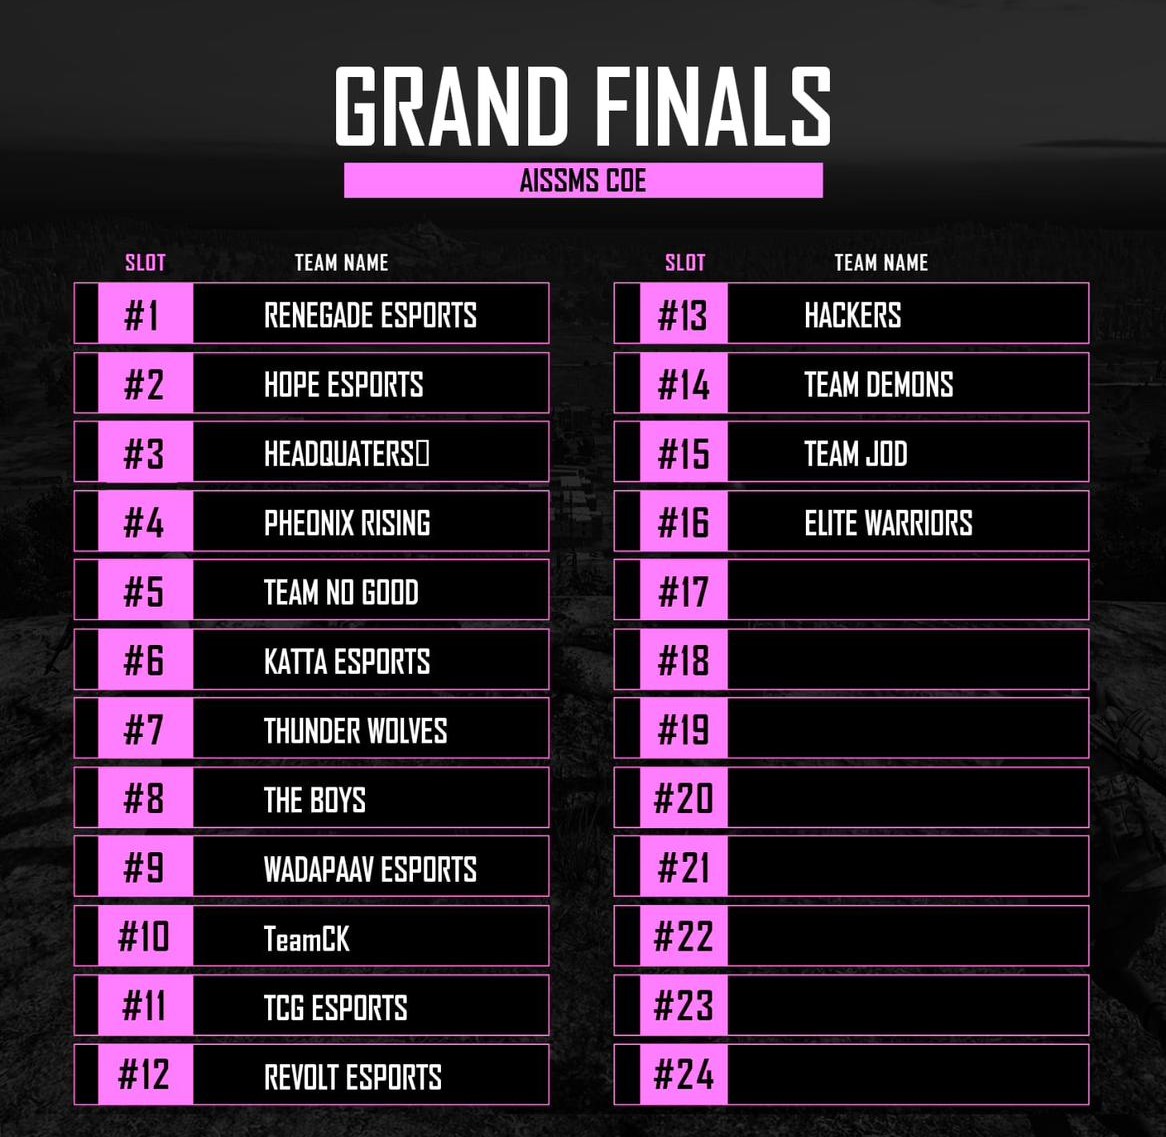 GRAND FINALS
AISSMS COE
SLOT TEAM NAME
#1 RENEGADE ESPORTS
#2 HOPE ESPORTS
#3 HEADQUATERS▯
#4 PHEONIX RISING
#5 TEAM NO GOOD
#6 KATTA ESPORTS
#7 THUNDER WOLVES
#8 THE BOYS
#9 WADAPAAV ESPORTS
#10 TeamCK
#11 TCG ESPORTS
#12 REVOLT ESPORTS
SLOT TEAM NAME
#13 HACKERS
#14 TEAM DEMONS
#15 TEAM JOD
#16 ELITE WARRIORS
#17
#18
#19
#20
#21
#22
#23
#24